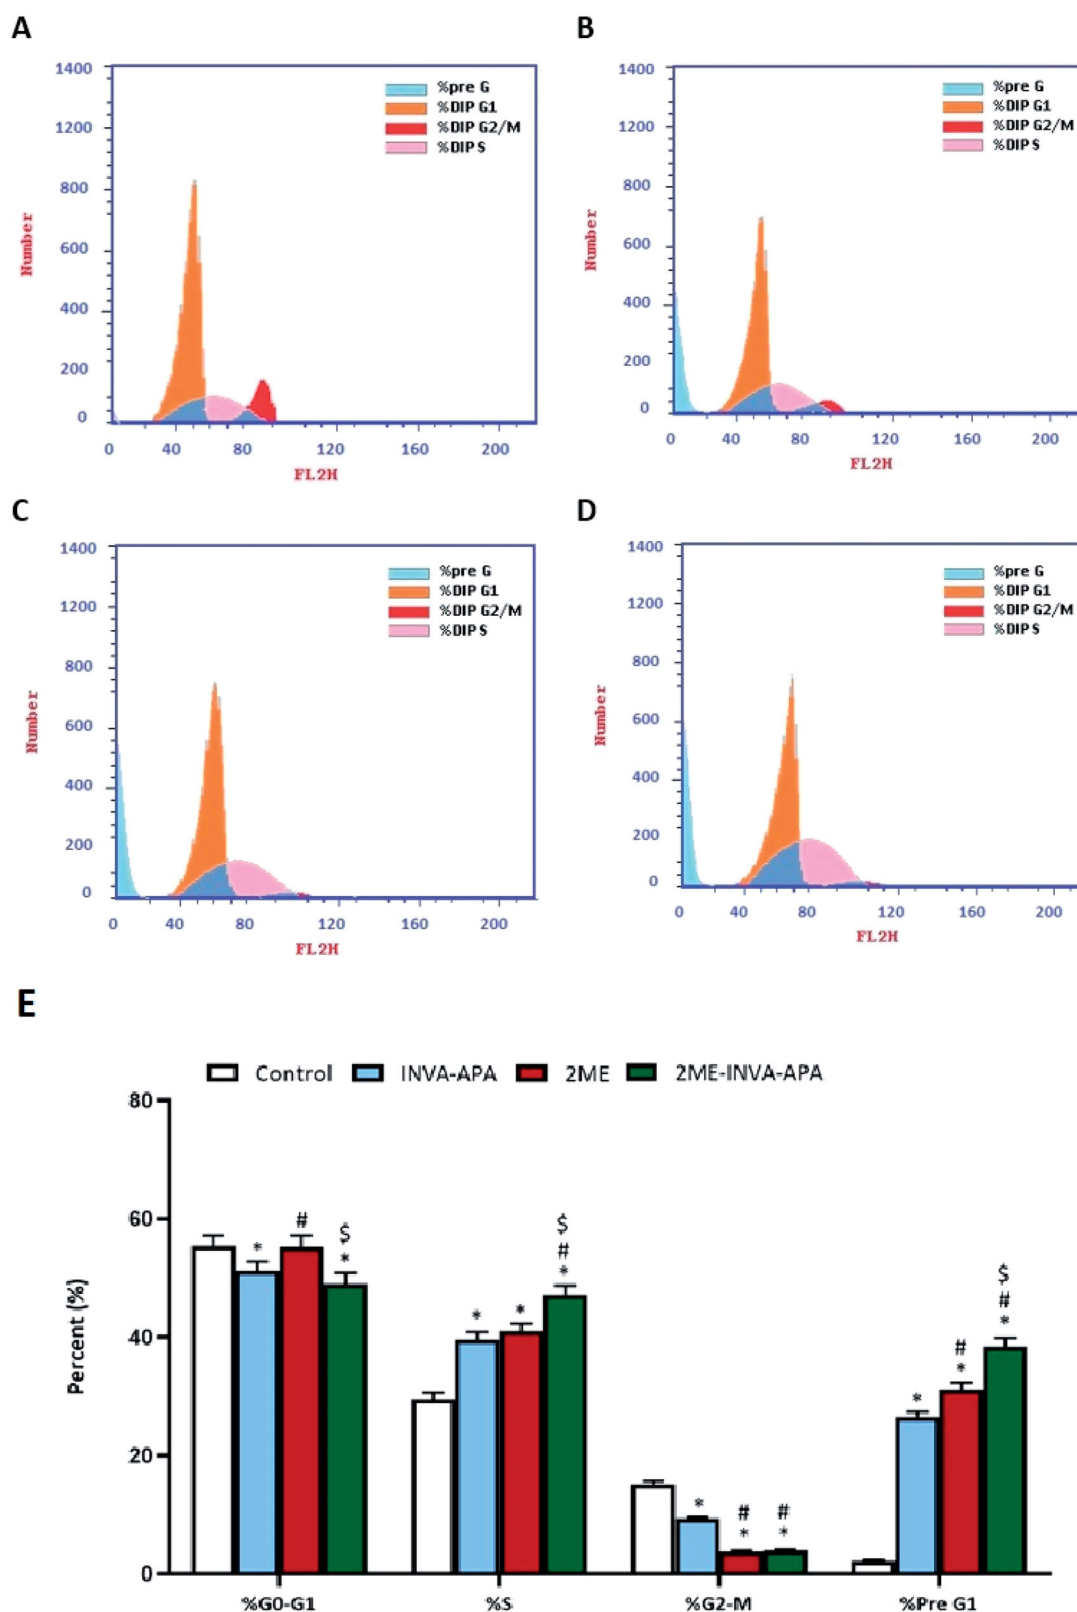 A
1400
1200
800
600
400
200
0
Number
%pre G
%DIP G1
%DIP G2/M
%DIP S
0 40 80 120 160 200
FL2H
B
1400
1200
800
600
400
200
0
Number
%pre G
%DIP G1
%DIP G2/M
%DIP S
0 40 80 120 160 200
FL2H
C
1400
1200
800
600
400
200
0
Number
%pre G
%DIP G1
%DIP G2/M
%DIP S
0 40 80 120 160 200
FL2H
D
1400
1200
800
600
400
200
0
Number
%pre G
%DIP G1
%DIP G2/M
%DIP S
0 40 80 120 160 200
FL2H
E
Control INVA-APA 2ME 2ME-INVA-APA
80
60
40
20
0
Percent (%)
* # $ *
* * $ # *
* # * # *
* # * $ # *
%G0-G1 %S %G2-M %Pre G1